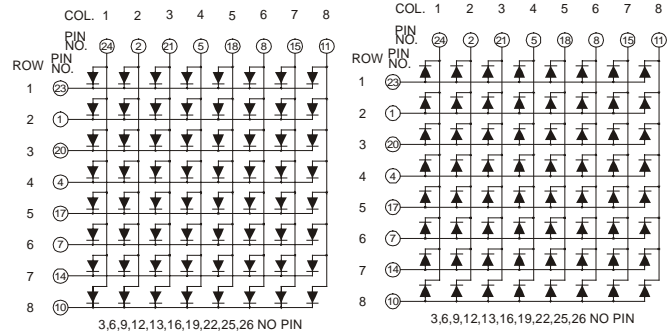 COL. 1 2 3 4 5 6 7 8
PIN
NO. 24 2 21 5 18 8 15 11
ROW PIN
NO.
1 23
2 1
3 20
4 4
5 17
6 7
7 14
8 10
3,6,9,12,13,16,19,22,25,26 NO PIN
COL. 1 2 3 4 5 6 7 8
PIN
NO. 24 2 21 5 18 8 15 11
ROW PIN
NO.
1 23
2 1
3 20
4 4
5 17
6 7
7 14
8 10
3,6,9,12,13,16,19,22,25,26 NO PIN